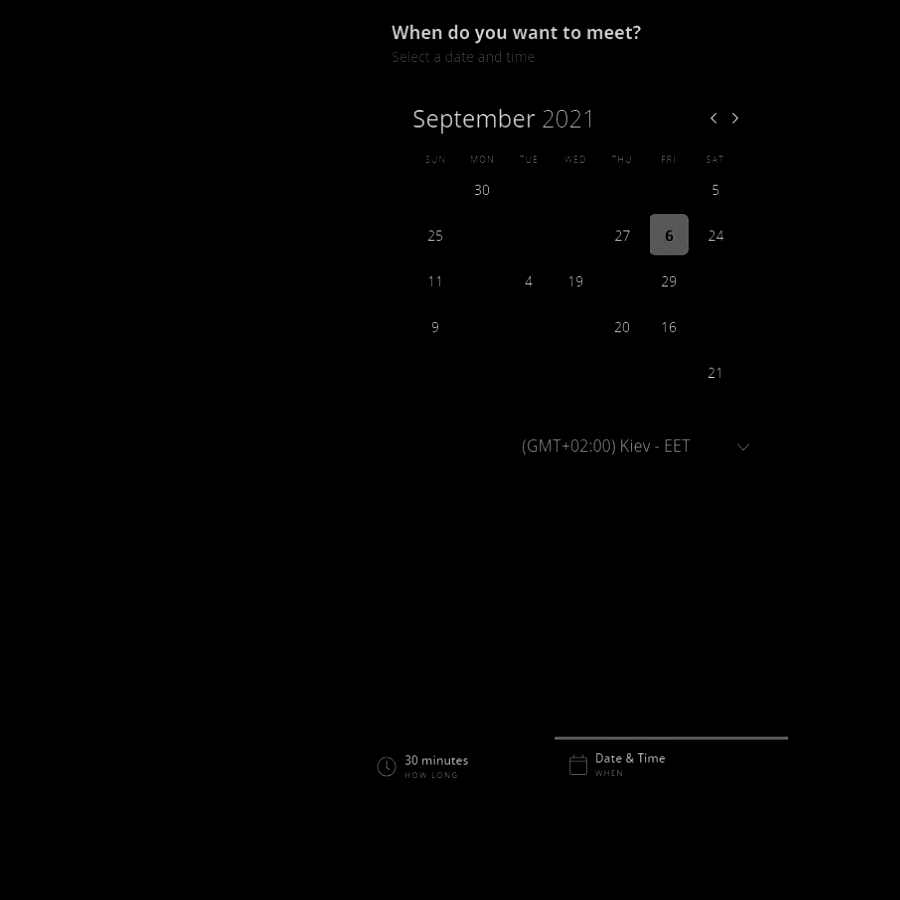 When do you want to meet?
Select a date and time
September 2021
SUN MON TUE WED THU FRI SAT
30 5
25 27 6 24
11 4 19 29
9 20 16
21
(GMT+02:00) Kiev - EET
30 minutes
HOW LONG
Date & Time
WHEN